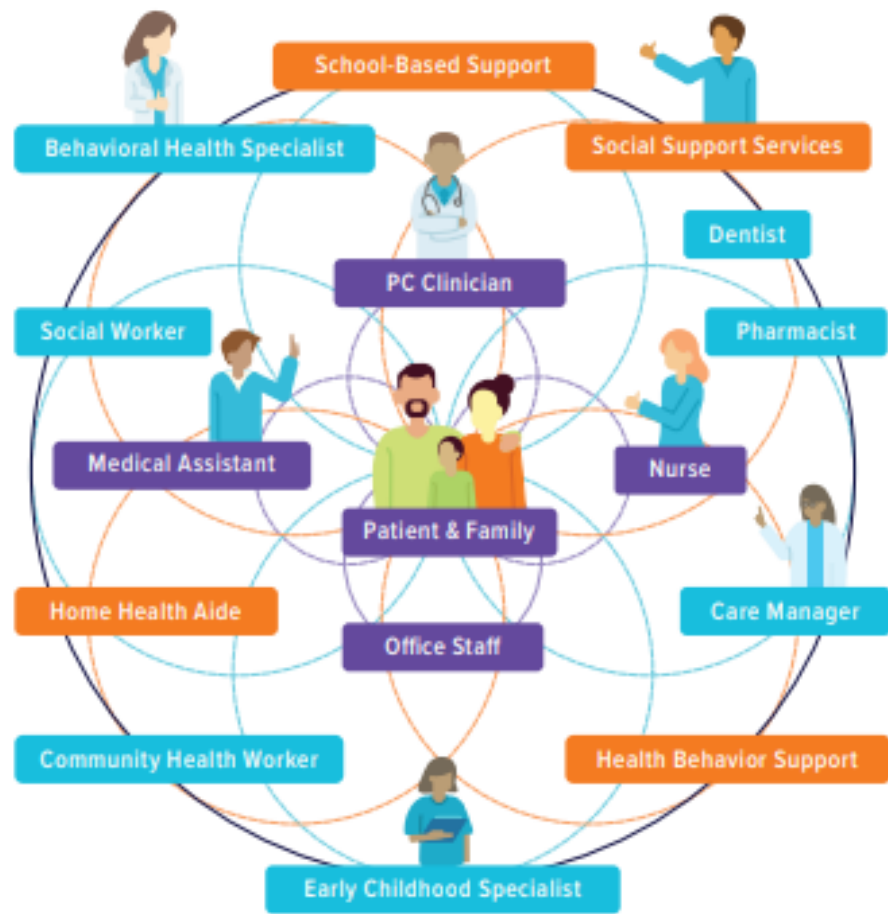 School-Based Support
Behavioral Health Specialist
Social Support Services
Dentist
PC Clinician
Social Worker
Pharmacist
Medical Assistant
Nurse
Patient & Family
Home Health Aide
Care Manager
Office Staff
Community Health Worker
Health Behavior Support
Early Childhood Specialist